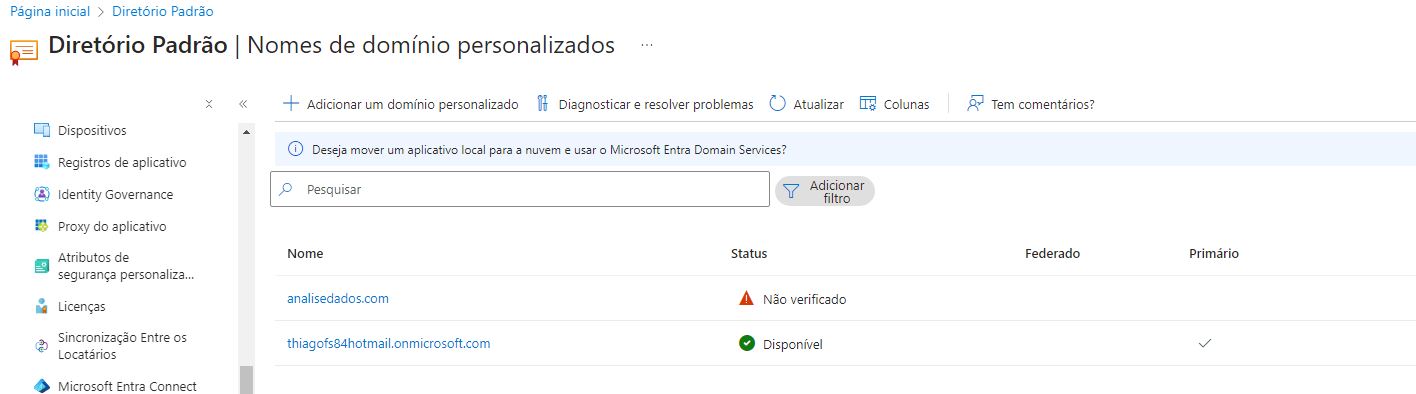 Página inicial > Diretório Padrão >
Diretório Padrão | Nomes de domínio personalizados ...
Adicionar um domínio personalizado Diagnosticar e resolver problemas Atualizar Colunas Tem comentários?
Dispositivos
Registros de aplicativo
Identity Governance
Proxy do aplicativo
Atributos de
segurança personaliza...
Licenças
Sincronização Entre os
Locatários
Microsoft Entra Connect
Deseja mover um aplicativo local para a nuvem e usar o Microsoft Entra Domain Services?
Pesquisar
Adicionar
filtro
Nome Status Federado Primário
analisedados.com Não verificado
thiagofs84hotmail.onmicrosoft.com Disponível